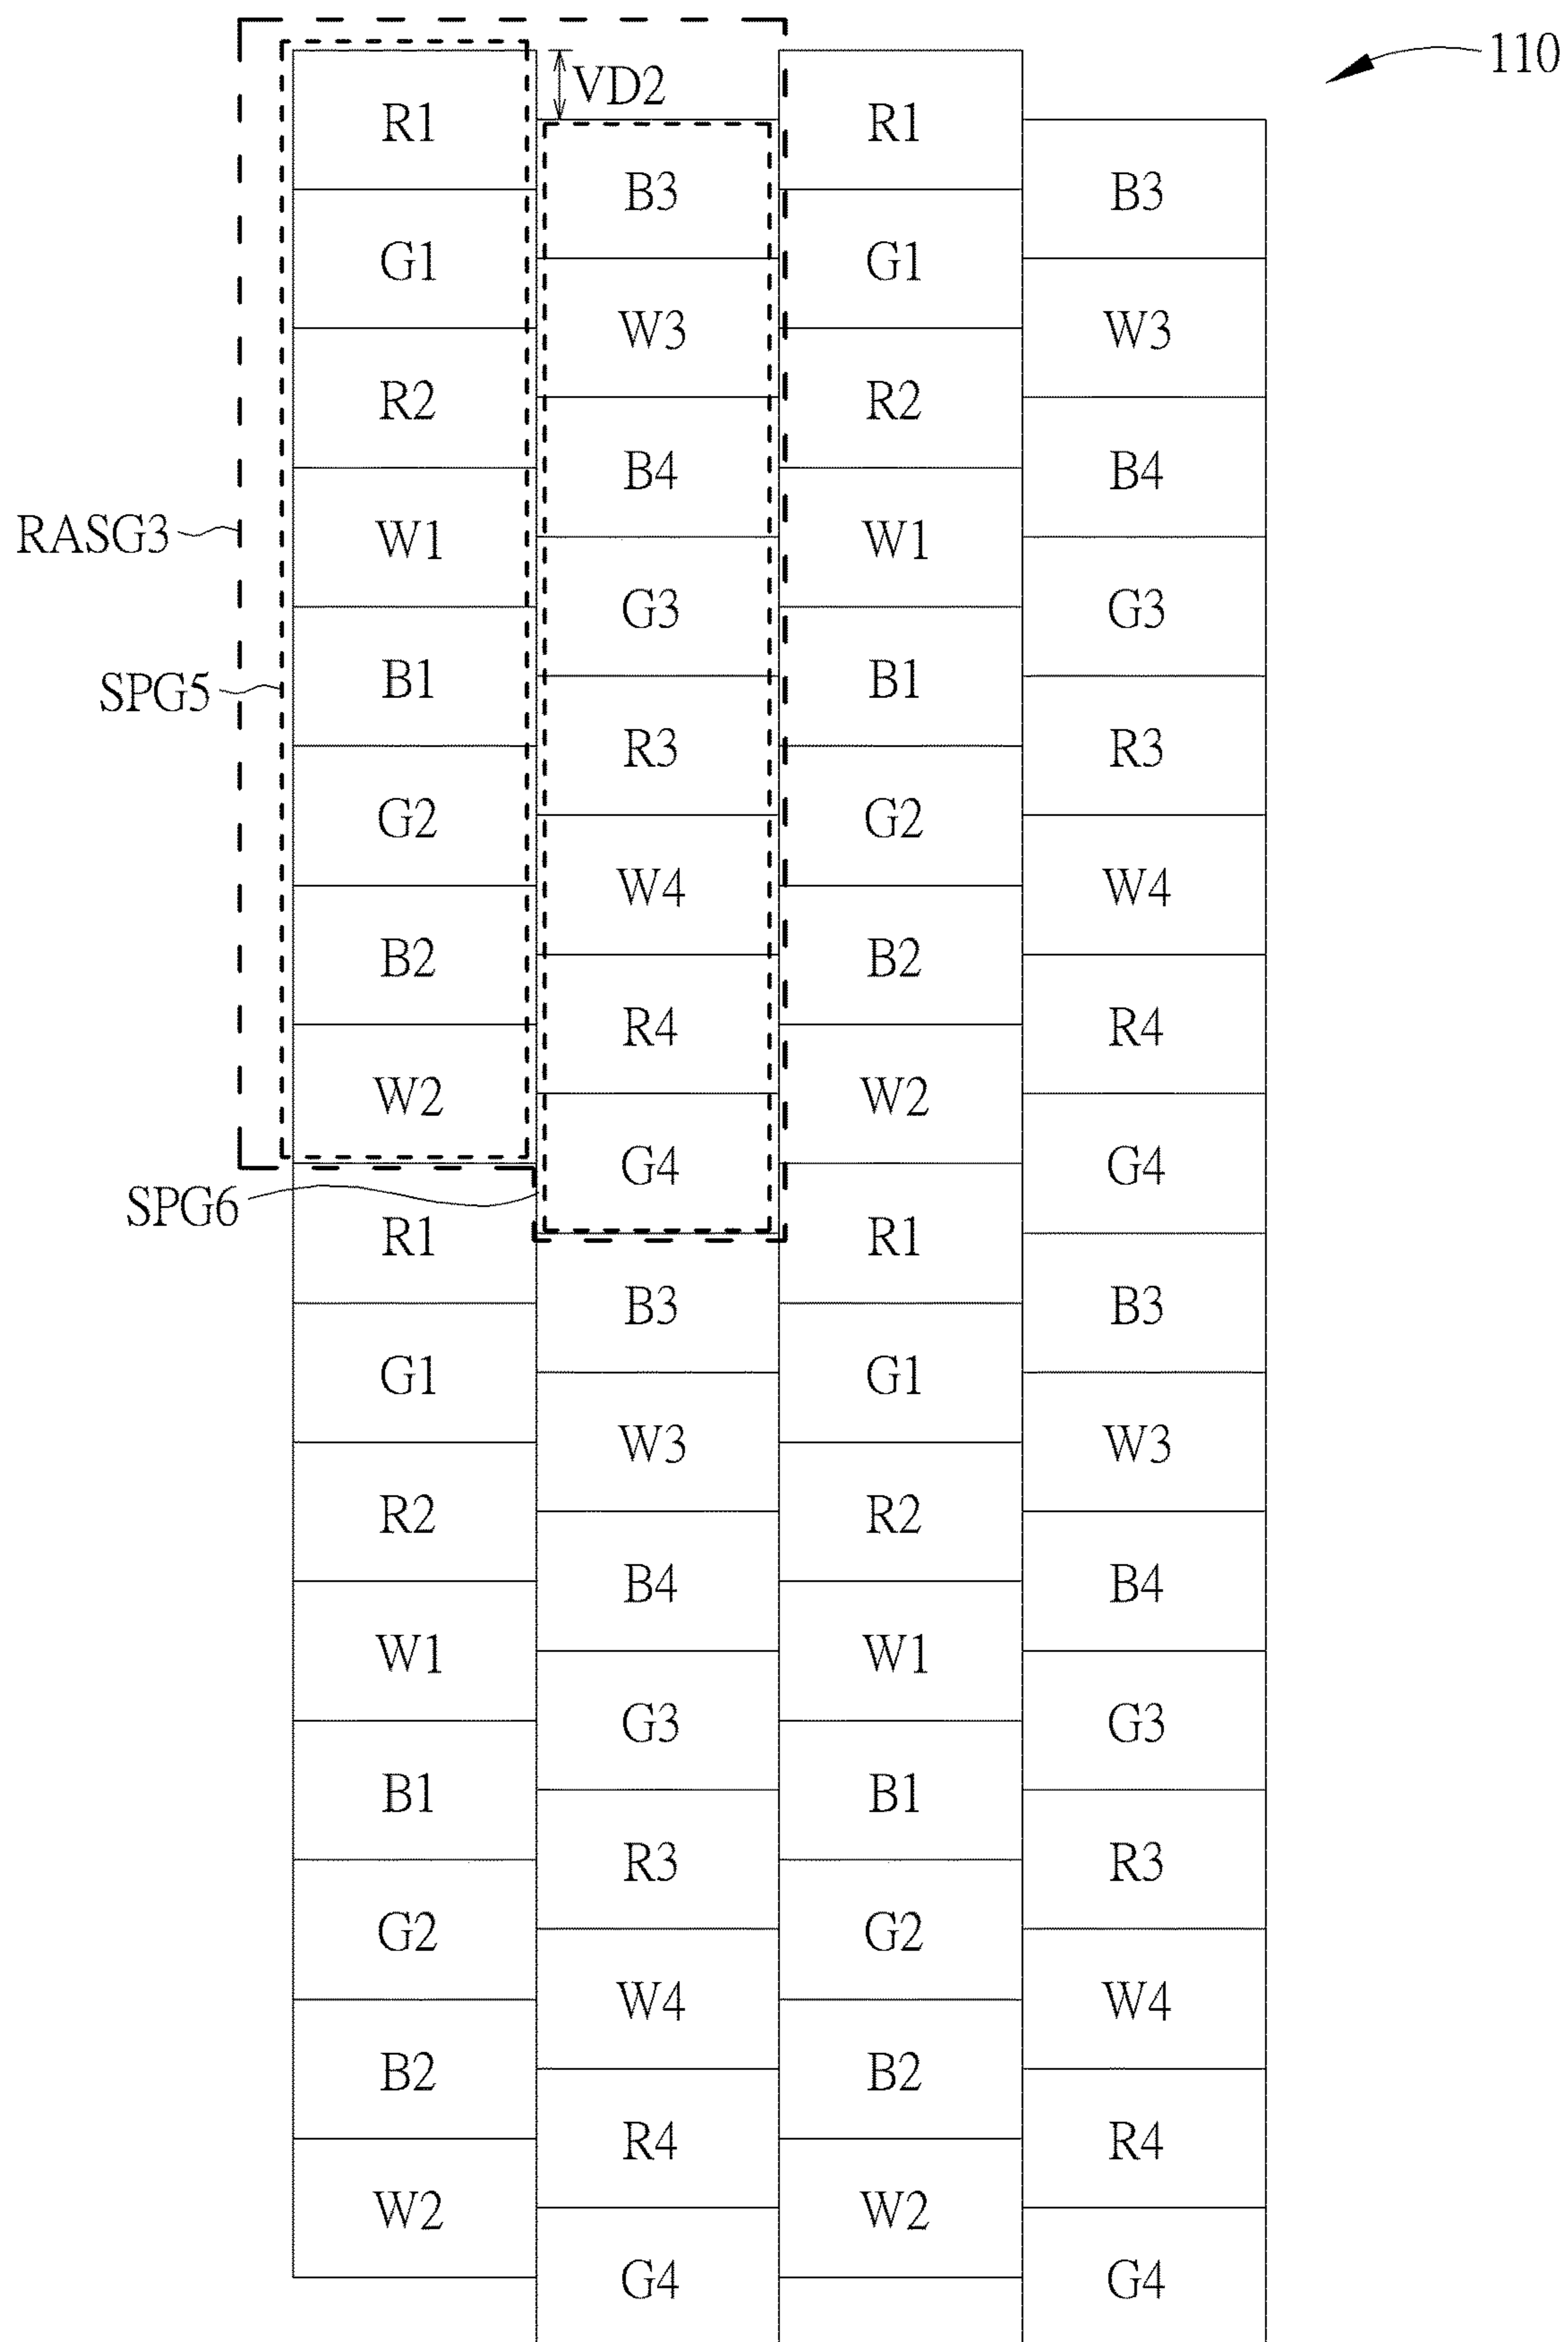 110
VD2
R1 R1
B3 B3
G1 G1
W3 W3
R2 R2
B4 B4
RASG3 W1 W1
G3 G3
SPG5 B1 B1
R3 R3
G2 G2
W4 W4
B2 B2
R4 R4
W2 W2
G4 G4
SPG6
R1 R1
B3 B3
G1 G1
W3 W3
R2 R2
B4 B4
W1 W1
G3 G3
B1 B1
R3 R3
G2 G2
W4 W4
B2 B2
R4 R4
W2 W2
G4 G4